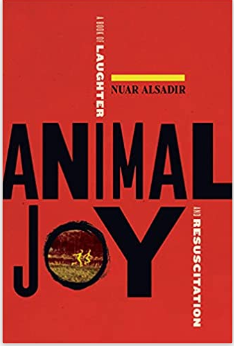 A BOOK OF LAUGHTER
NUAR ALSADIR
ANIMAL
JOY
AND RESUSCITATION